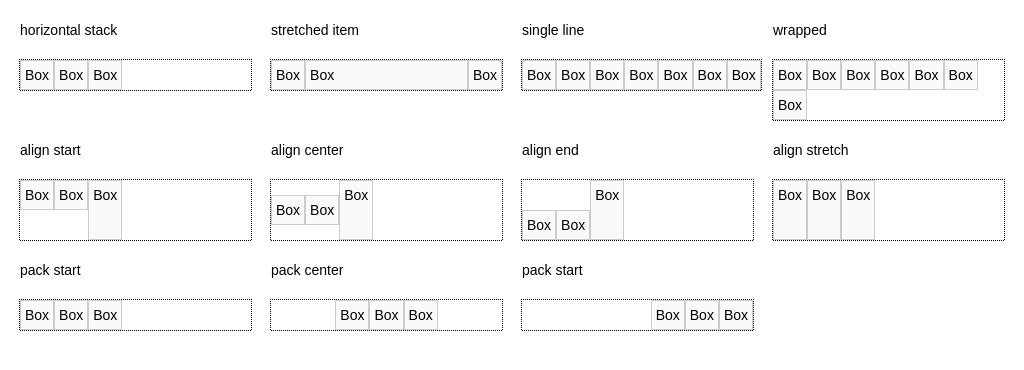 horizontal stack stretched item single line wrapped
Box Box Box Box Box Box Box Box Box Box Box Box Box Box Box Box Box Box Box
Box
align start align center align end align stretch
Box Box Box Box Box Box Box Box Box Box Box Box
pack start pack center pack start
Box Box Box Box Box Box Box Box Box